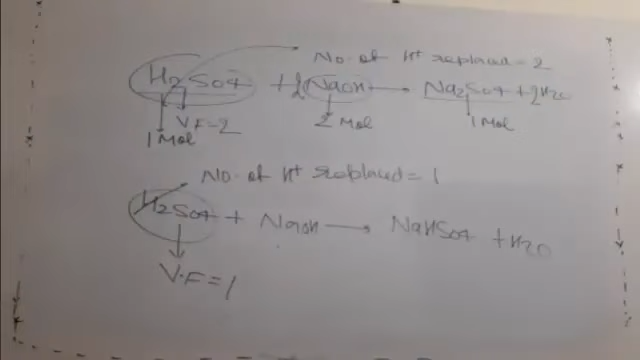 No. of H+ replaced = 2
H2SO4 + 2NaOH → Na2SO4 + 2H2O
V.F = 2
1 Mol 2 Mol 1 Mol
No. of H+ replaced = 1
H2SO4 + NaOH → NaHSO4 + H2O
V.F = 1